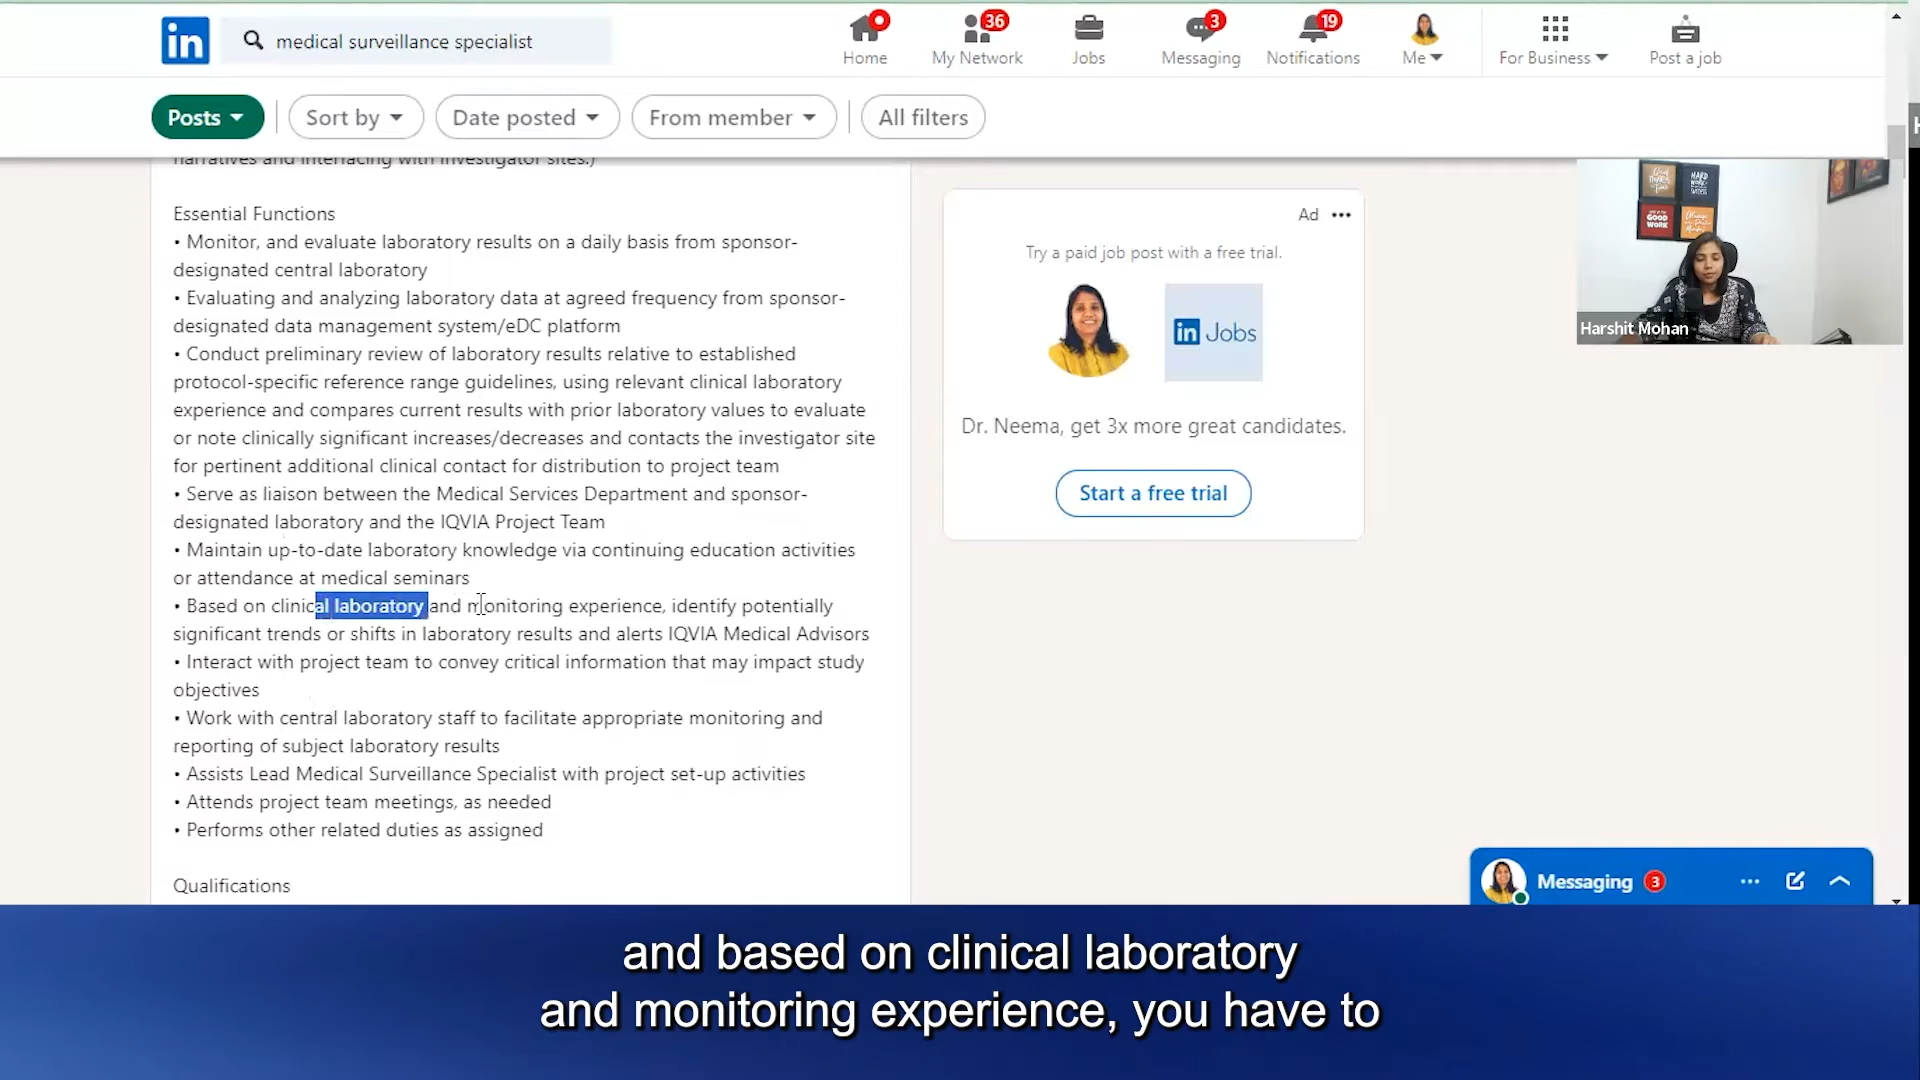 in
medical surveillance specialist
36
3
19
Home
My Network
Jobs
Messaging
Notifications
Me
For Business
Post a job
Posts
Sort by
Date posted
From member
All filters
narratives and interfacing with investigator sites.)
Essential Functions
• Monitor, and evaluate laboratory results on a daily basis from sponsor-
designated central laboratory
• Evaluating and analyzing laboratory data at agreed frequency from sponsor-
designated data management system/eDC platform
• Conduct preliminary review of laboratory results relative to established
protocol-specific reference range guidelines, using relevant clinical laboratory
experience and compares current results with prior laboratory values to evaluate
or note clinically significant increases/decreases and contacts the investigator site
for pertinent additional clinical contact for distribution to project team
• Serve as liaison between the Medical Services Department and sponsor-
designated laboratory and the IQVIA Project Team
• Maintain up-to-date laboratory knowledge via continuing education activities
or attendance at medical seminars
• Based on clinical laboratory and monitoring experience, identify potentially
significant trends or shifts in laboratory results and alerts IQVIA Medical Advisors
• Interact with project team to convey critical information that may impact study
objectives
• Work with central laboratory staff to facilitate appropriate monitoring and
reporting of subject laboratory results
• Assists Lead Medical Surveillance Specialist with project set-up activities
• Attends project team meetings, as needed
• Performs other related duties as assigned
Qualifications
Ad
Try a paid job post with a free trial.
in Jobs
Dr. Neema, get 3x more great candidates.
Start a free trial
HARD
WORK
SUCCESS
GOOD
WORK
Harshit Mohan
Messaging 3
and based on clinical laboratory
and monitoring experience, you have to